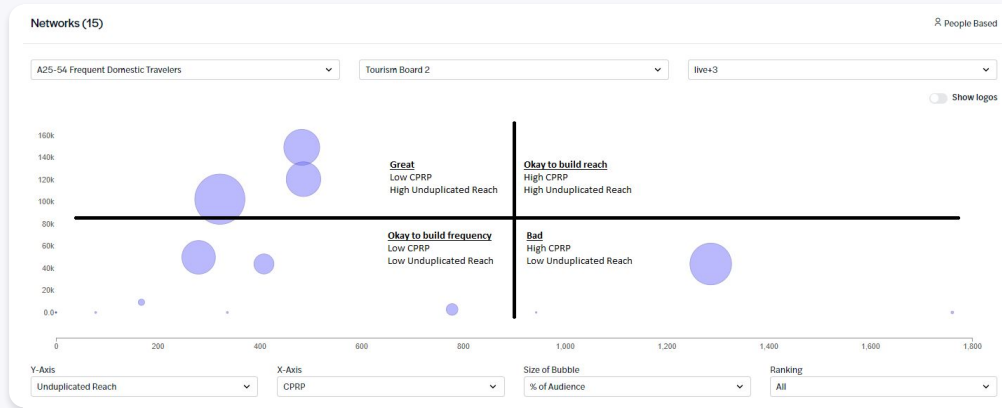 Networks (15)
People Based
A25-54 Frequent Domestic Travelers
Tourism Board 2
live+3
Show logos
160k
140k
120k
100k
80k
60k
40k
20k
0.0
Great
Low CPRP
High Unduplicated Reach
Okay to build reach
High CPRP
High Unduplicated Reach
Okay to build frequency
Low CPRP
Low Unduplicated Reach
Bad
High CPRP
Low Unduplicated Reach
0 200 400 600 800 1,000 1,200 1,400 1,600 1,800
Y-Axis
Unduplicated Reach
X-Axis
CPRP
Size of Bubble
% of Audience
Ranking
All